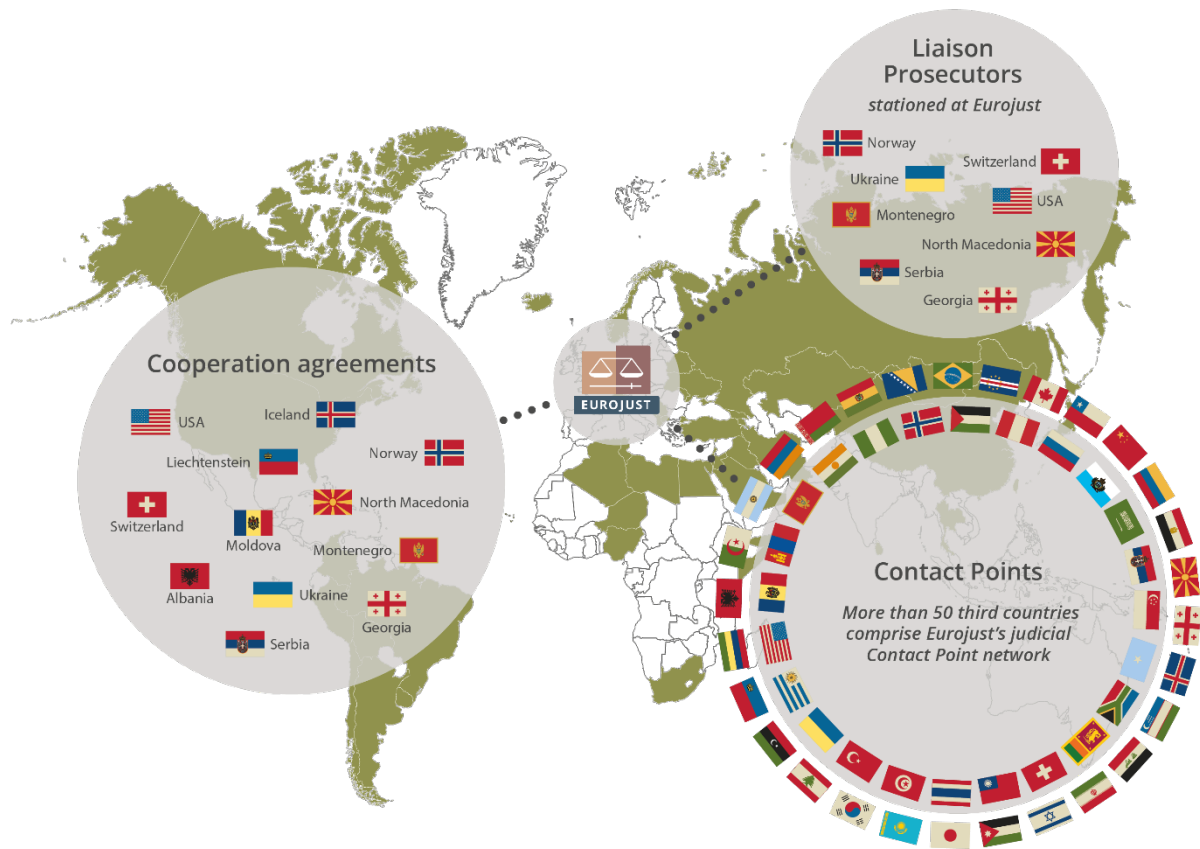 Liaison
Prosecutors
stationed at Eurojust
Norway
Switzerland
Ukraine
USA
Montenegro
North Macedonia
Serbia
Georgia
Cooperation agreements
USA
Iceland
Norway
Liechtenstein
North Macedonia
Switzerland
Moldova
Montenegro
Albania
Ukraine
Georgia
Serbia
EUROJUST
Contact Points
More than 50 third countries
comprise Eurojust's judicial
Contact Point network